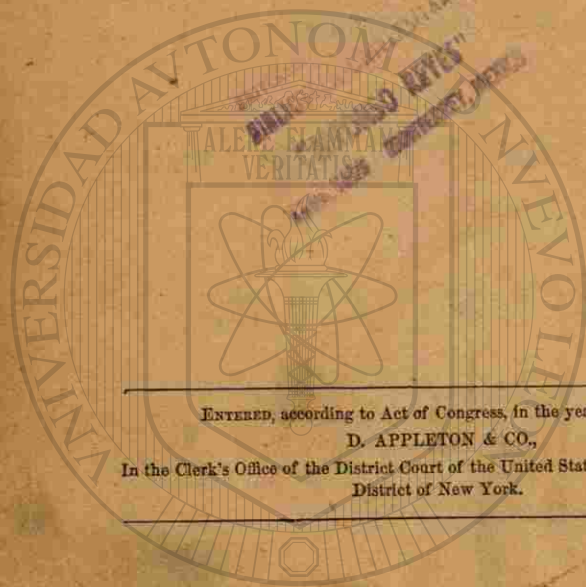 UNIVERSIDAD AUTONOMA
NUEVO LEON
ALERE FLAMMAM
VERITATIS
ENTERED, according to Act of Congress, in the yea
D. APPLETON & CO.,
In the Clerk's Office of the District Court of the United Stat
District of New York.